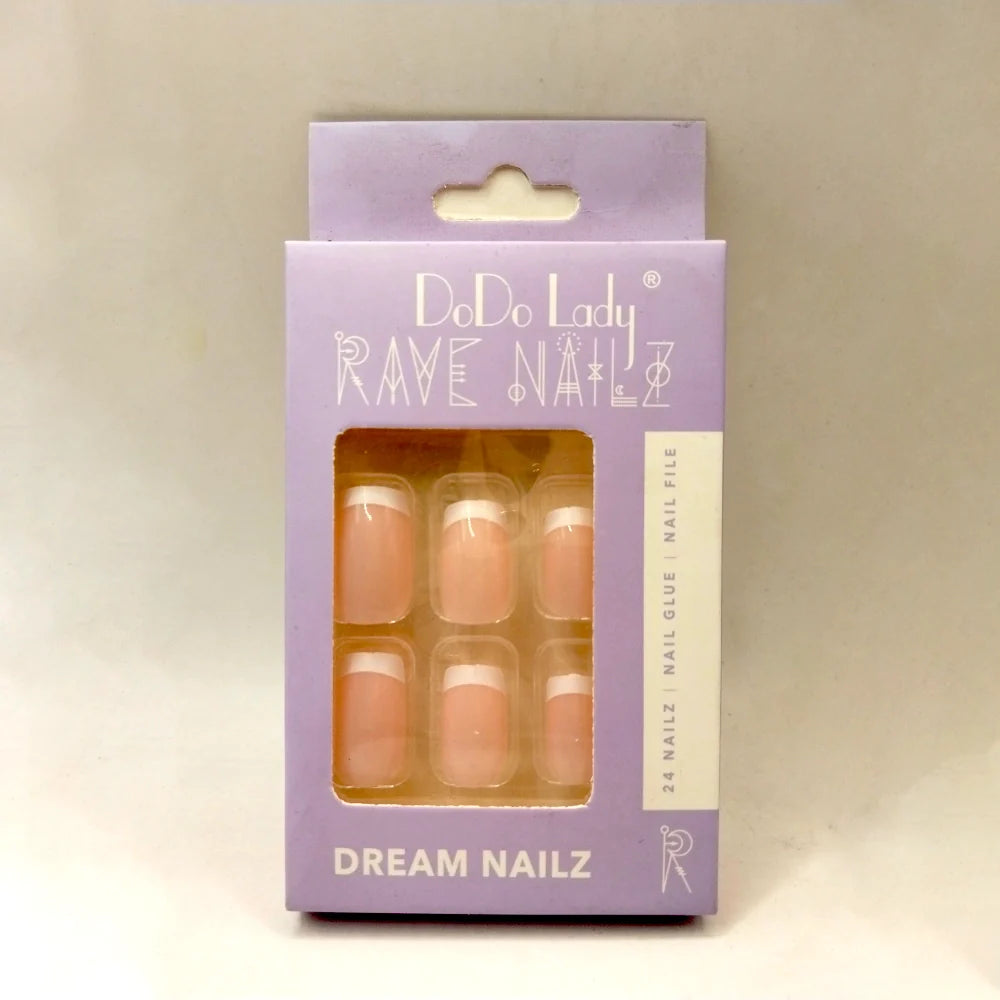 DoDo Lady®
RAVE NAILZ
24 NAILZ | NAIL GLUE | NAIL FILE
DREAM NAILZ
R